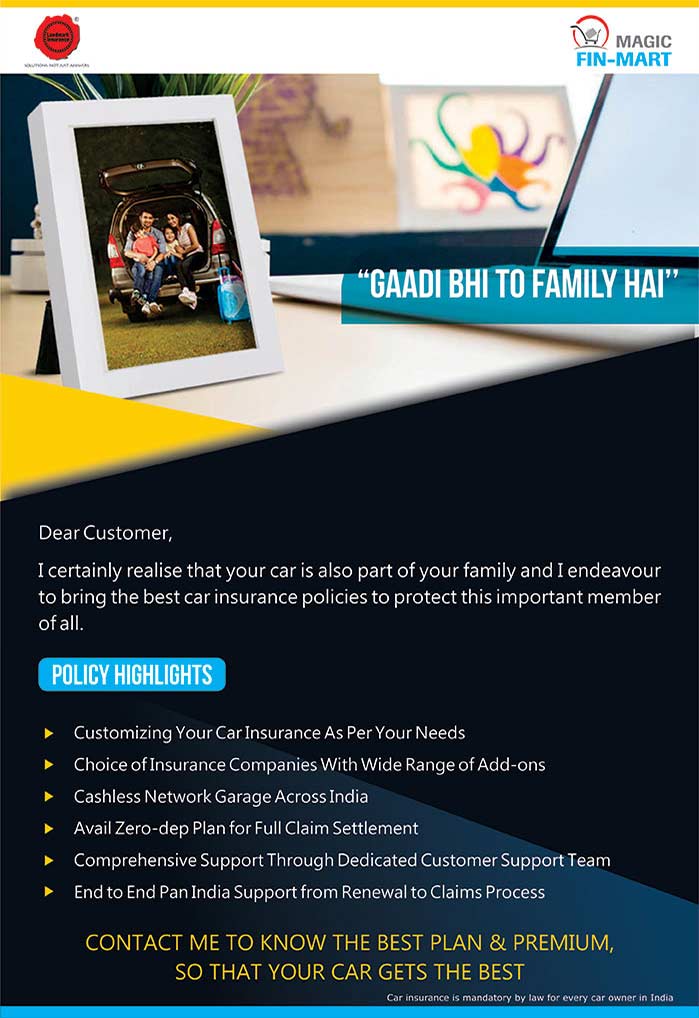 Landmark
Insurance
®
SOLUTIONS. NOT JUST ANSWERS.
MAGIC
FIN-MART
“GAADI BHI TO FAMILY HAI”
Dear Customer,
I certainly realise that your car is also part of your family and I endeavour
to bring the best car insurance policies to protect this important member
of all.
POLICY HIGHLIGHTS
Customizing Your Car Insurance As Per Your Needs
Choice of Insurance Companies With Wide Range of Add-ons
Cashless Network Garage Across India
Avail Zero-dep Plan for Full Claim Settlement
Comprehensive Support Through Dedicated Customer Support Team
End to End Pan India Support from Renewal to Claims Process
CONTACT ME TO KNOW THE BEST PLAN & PREMIUM,
SO THAT YOUR CAR GETS THE BEST
Car insurance is mandatory by law for every car owner in India